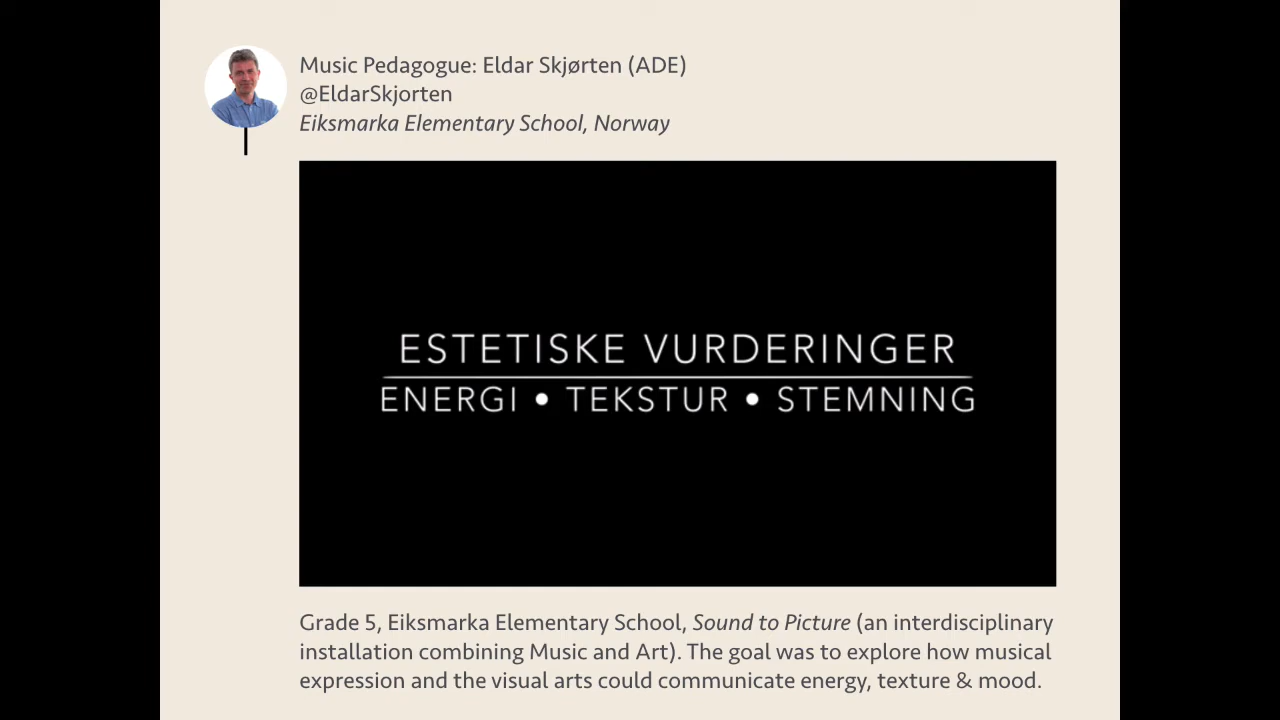 Music Pedagogue: Eldar Skjørten (ADE)
@EldarSkjorten
Eiksmarka Elementary School, Norway
ESTETISKE VURDERINGER
ENERGI • TEKSTUR • STEMNING
Grade 5, Eiksmarka Elementary School, Sound to Picture (an interdisciplinary
installation combining Music and Art). The goal was to explore how musical
expression and the visual arts could communicate energy, texture & mood.